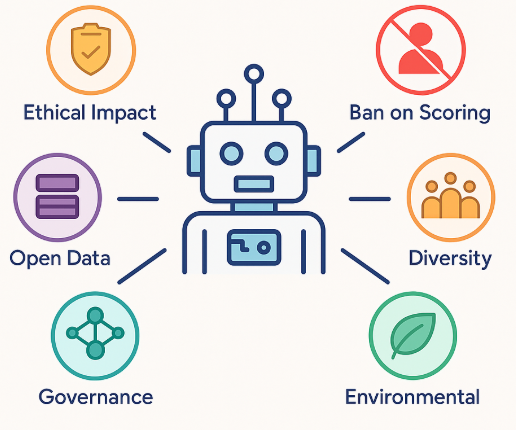 Ethical Impact
Ban on Scoring
Open Data
Diversity
Governance
Environmental